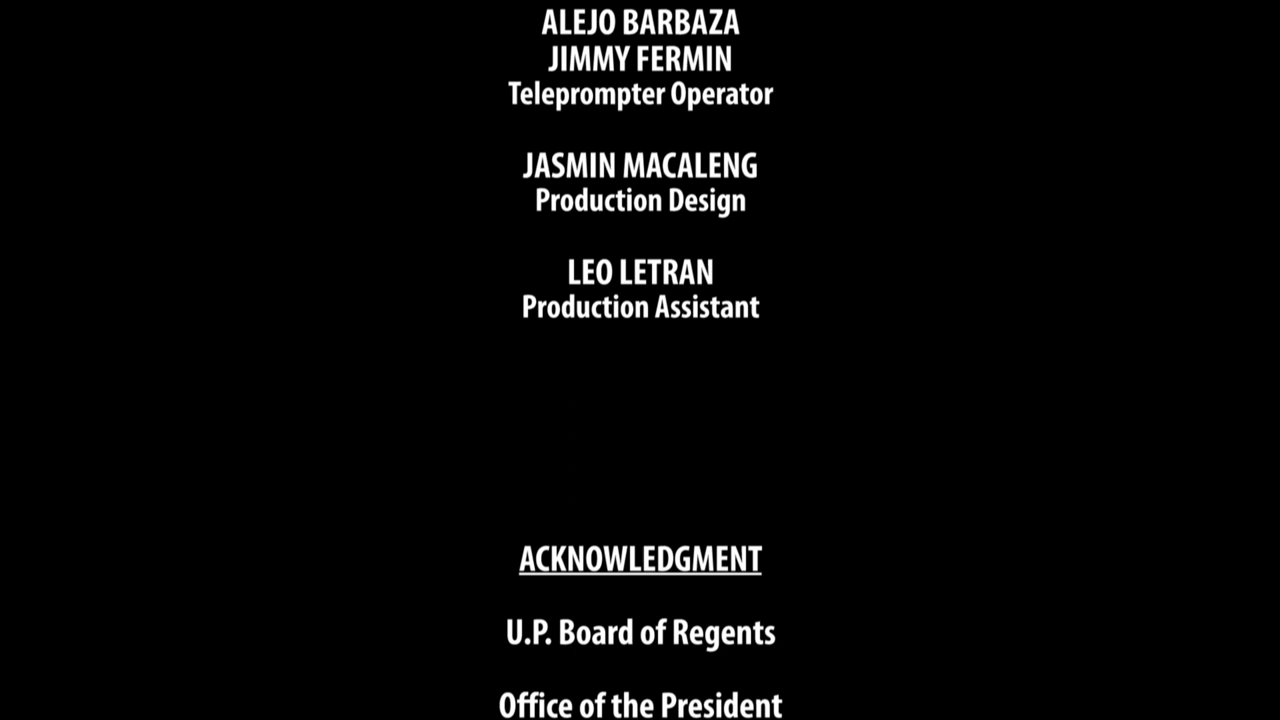 ALEJO BARBAZA
JIMMY FERMIN
Teleprompter Operator
JASMIN MACALENG
Production Design
LEO LETRAN
Production Assistant
ACKNOWLEDGMENT
U.P. Board of Regents
Office of the President